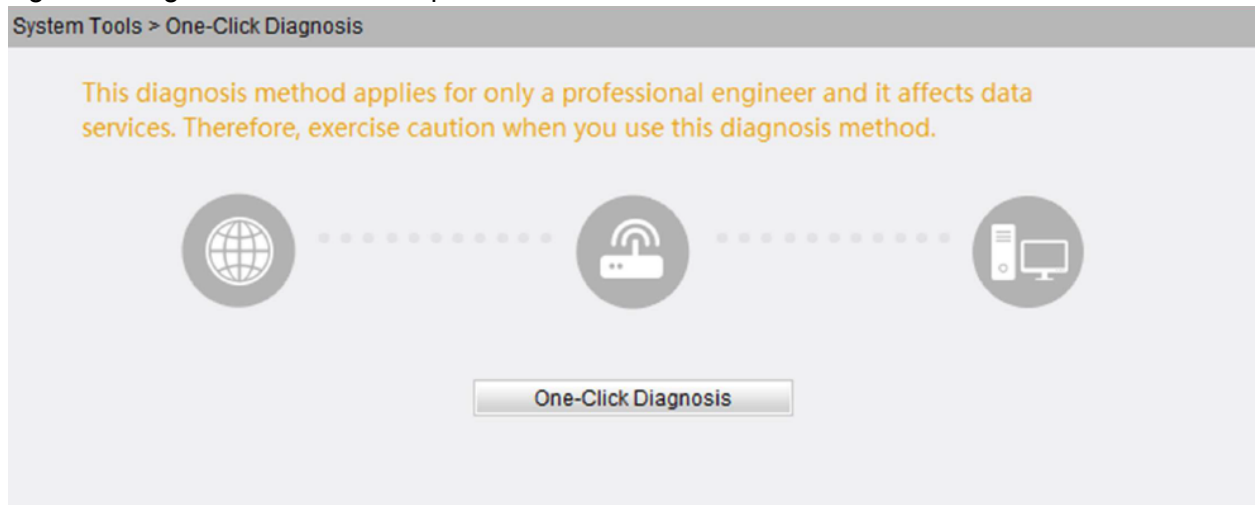 System Tools > One-Click Diagnosis
This diagnosis method applies for only a professional engineer and it affects data
services. Therefore, exercise caution when you use this diagnosis method.
One-Click Diagnosis